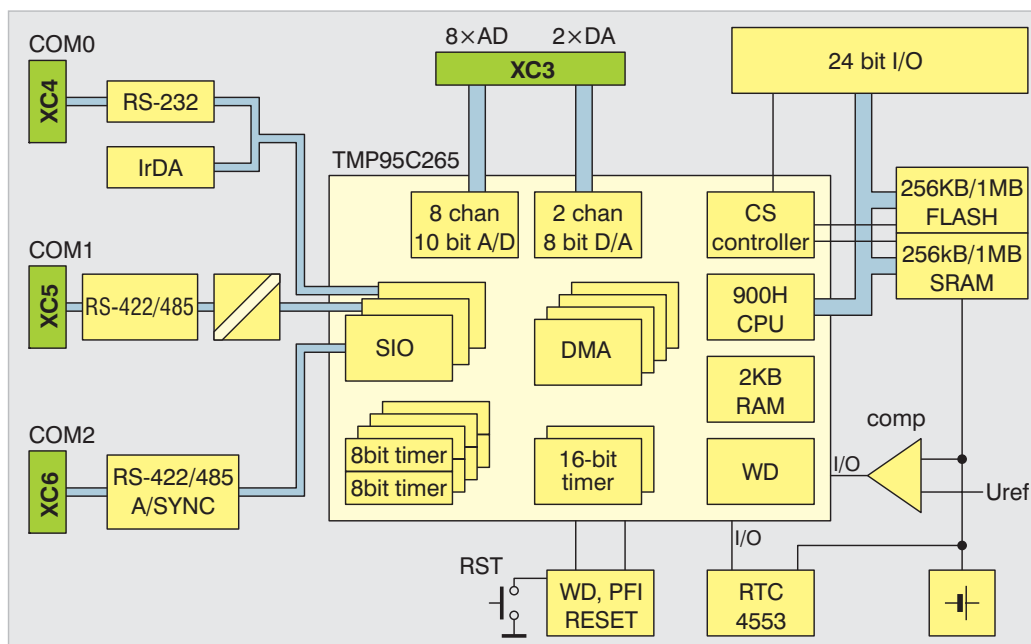 COM0
XC4
RS-232
IrDA
8×AD
2×DA
XC3
24 bit I/O
TMP95C265
8 chan
10 bit A/D
2 chan
8 bit D/A
CS
controller
256KB/1MB
FLASH
256kB/1MB
SRAM
COM1
XC5
RS-422/485
SIO
DMA
900H
CPU
2KB
RAM
COM2
XC6
RS-422/485
A/SYNC
8bit timer
8bit timer
16-bit
timer
WD
I/O
comp
Uref
I/O
RST
WD, PFI
RESET
RTC
4553